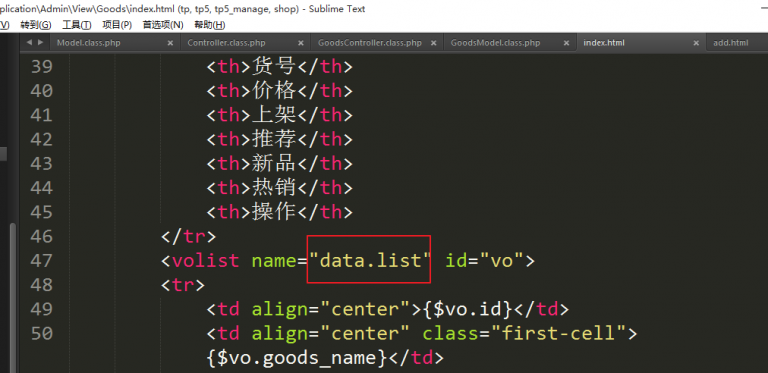 plication\Admin\View\Goods\index.html (tp, tp5, tp5_manage, shop) - Sublime Text
(V) 转到(G) 工具(T) 项目(P) 首选项(N) 帮助(H)
Model.class.php × Controller.class.php × GoodsController.class.php × GoodsModel.class.php × index.html × add.html
39 <th>货号</th>
40 <th>价格</th>
41 <th>上架</th>
42 <th>推荐</th>
43 <th>新品</th>
44 <th>热销</th>
45 <th>操作</th>
46 </tr>
47 <volist name="data.list" id="vo">
48 <tr>
49 <td align="center">{$vo.id}</td>
50 <td align="center" class="first-cell">
{$vo.goods_name}</td>